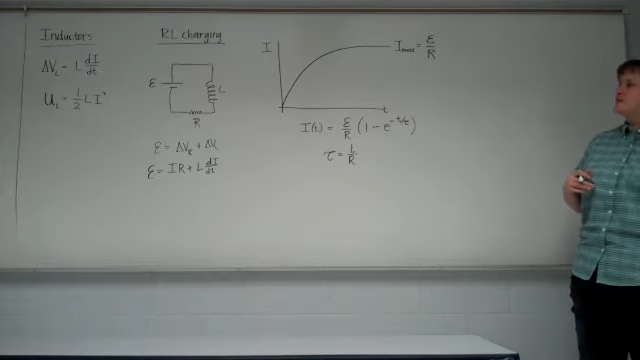 Inductors
ΔV_L = L dI/dt
U_L = 1/2 L I²
RL charging
ε
L
R
ε = ΔV_R + ΔV_L
ε = IR + L dI/dt
I
I_max = ε/R
t
I(t) = ε/R (1 - e^(-t/τ))
τ = L/R